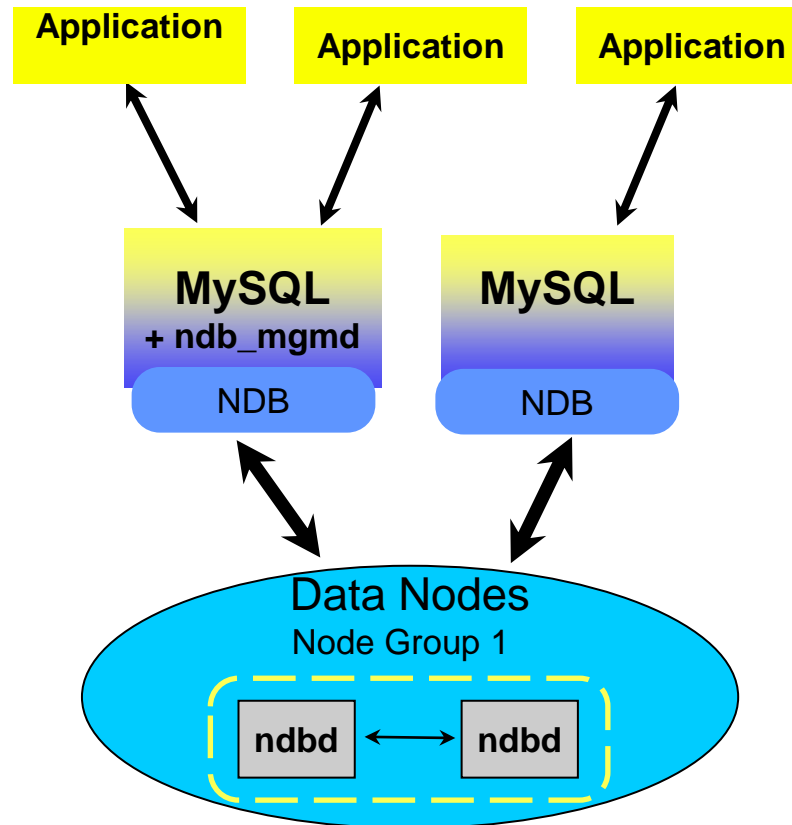 Application
Application
Application
MySQL
+ ndb_mgmd
MySQL
NDB
NDB
Data Nodes
Node Group 1
ndbd
ndbd